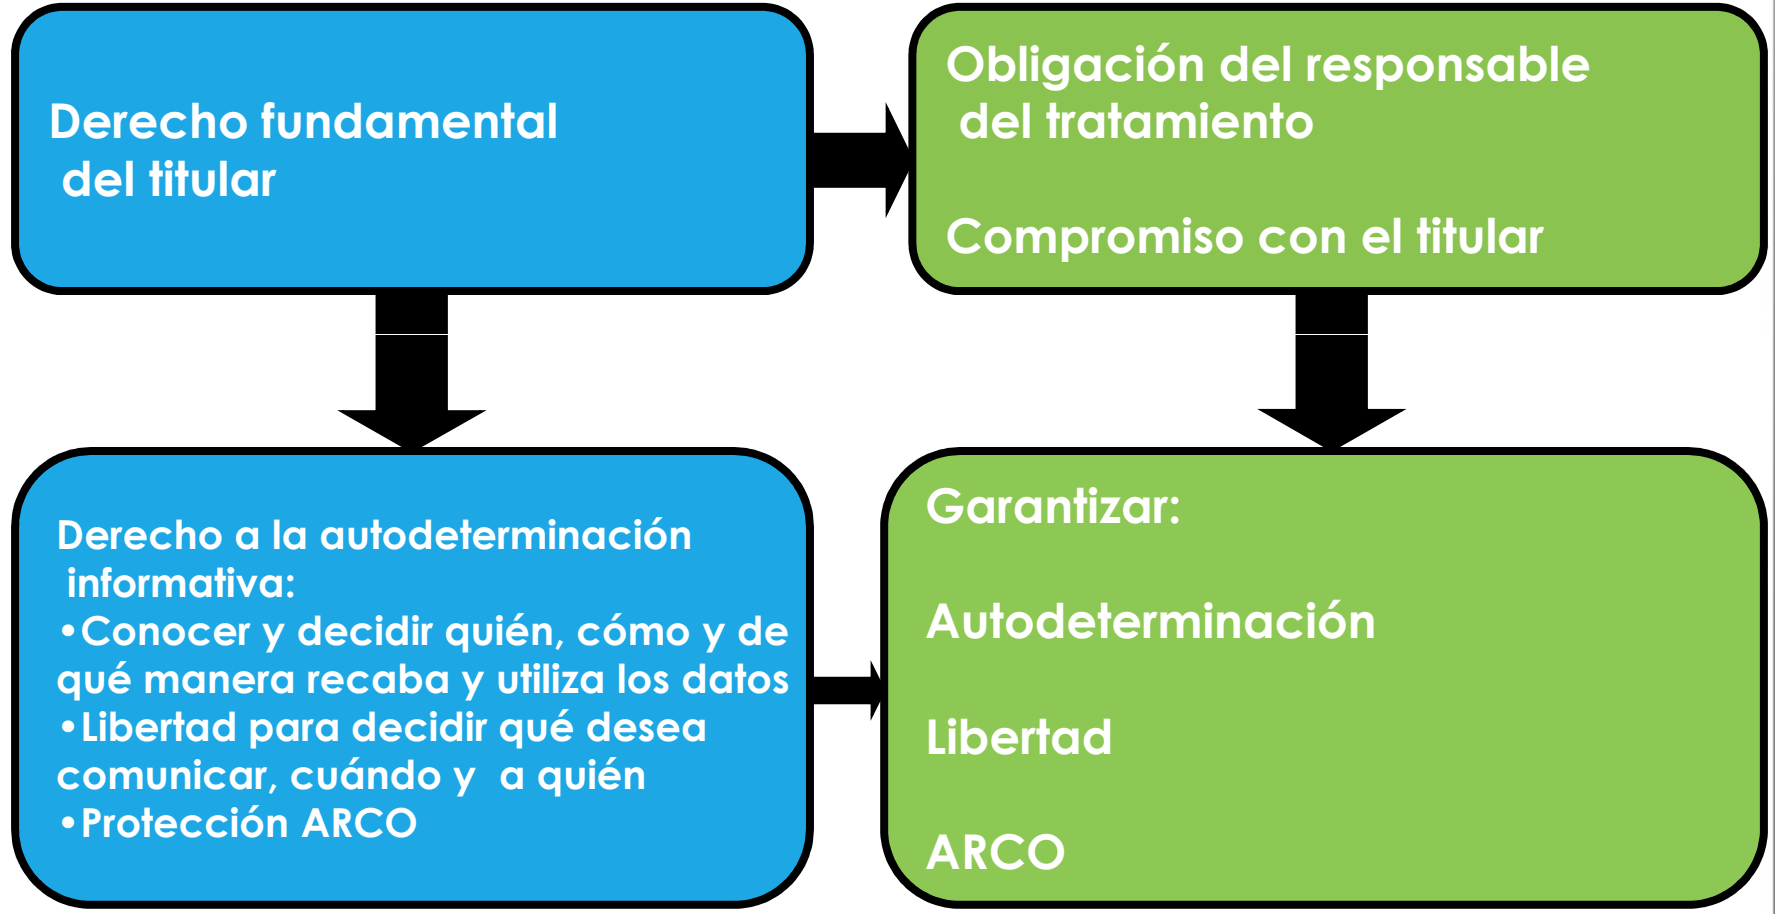 Derecho fundamental
del titular
Obligación del responsable
del tratamiento
Compromiso con el titular
Derecho a la autodeterminación
informativa:
•Conocer y decidir quién, cómo y de
qué manera recaba y utiliza los datos
•Libertad para decidir qué desea
comunicar, cuándo y  a quién
•Protección ARCO
Garantizar:
Autodeterminación
Libertad
ARCO